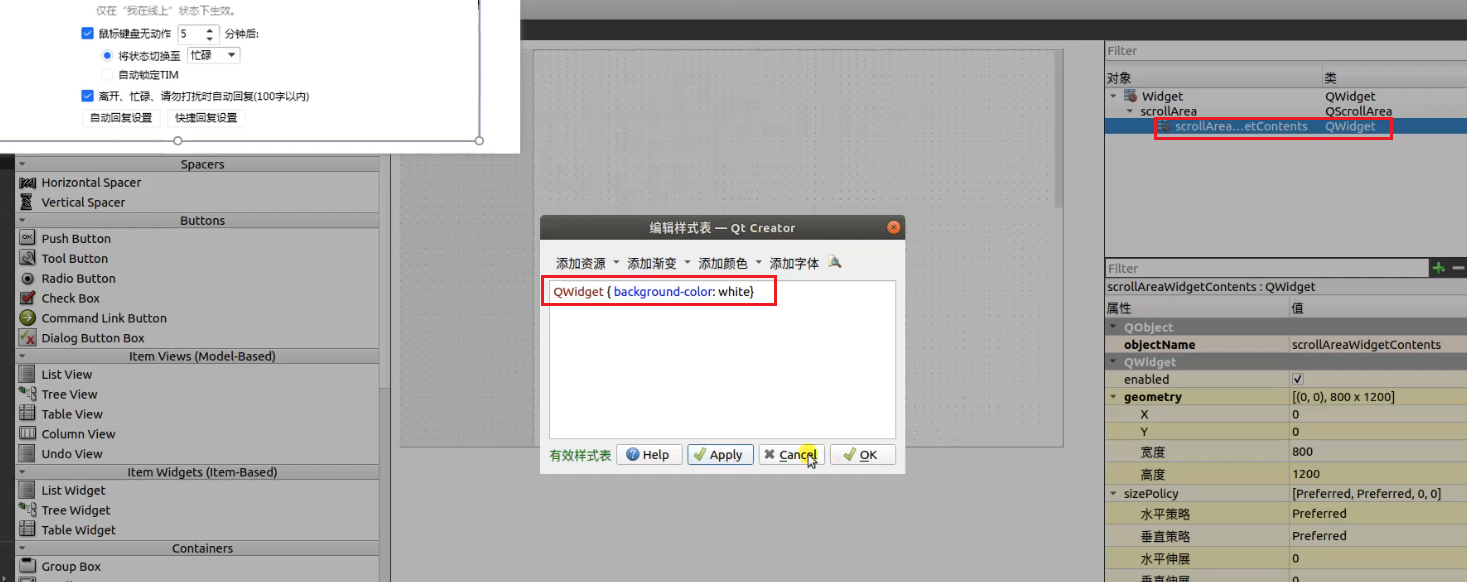 仅在“我在线上”状态下生效。
鼠标键盘无动作 5 分钟后:
将状态切换至 忙碌
自动锁定TIM
离开、忙碌、请勿打扰时自动回复(100字以内)
自动回复设置 快捷回复设置
Spacers
Horizontal Spacer
Vertical Spacer
Buttons
OK Push Button
Tool Button
Radio Button
Check Box
Command Link Button
Dialog Button Box
Item Views (Model-Based)
List View
Tree View
Table View
Column View
Undo View
Item Widgets (Item-Based)
List Widget
Tree Widget
Table Widget
Containers
Group Box
编辑样式表 — Qt Creator
添加资源 添加渐变 添加颜色 添加字体
QWidget { background-color: white}
有效样式表 Help Apply Cancel OK
Filter
对象 类
Widget QWidget
scrollArea QScrollArea
scrollArea...etContents QWidget
Filter
scrollAreaWidgetContents : QWidget
属性 值
QObject
objectName scrollAreaWidgetContents
QWidget
enabled
geometry [(0, 0), 800 x 1200]
X 0
Y 0
宽度 800
高度 1200
sizePolicy [Preferred, Preferred, 0, 0]
水平策略 Preferred
垂直策略 Preferred
水平伸展 0
垂直伸展 0